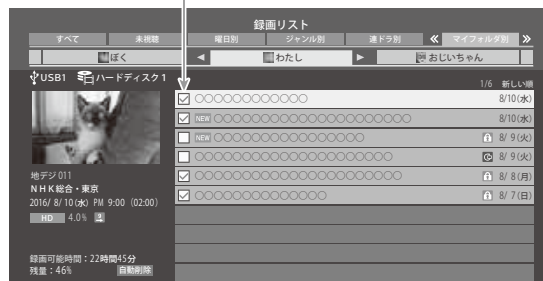 録画リスト
すべて 未視聴 曜日別 ジャンル別 連ドラ別 マイフォルダ別
ぼく ◀ わたし ▶ おじいちゃん
USB1 ハードディスク1
1/6 新しい順
○○○○○○○○○○○○ 8/10(水)
NEW ○○○○○○○○○○○○○○○○○○○○○ 8/10(水)
NEW ○○○○○○○○○○○○○○○○ 8/ 9(火)
○○○○○○○○○○○○○○○○○○○○○ 8/ 9(火)
○○○○○○○○○○○○○○○○○○○○○○ 8/ 8(月)
○○○○○○○○○○○○○○ 8/ 7(日)
地デジ 011
NHK総合・東京
2016/ 8/10(水) PM 9:00 (02:00)
HD 4.0㎇
録画可能時間：22時間45分
残量：46% 自動削除